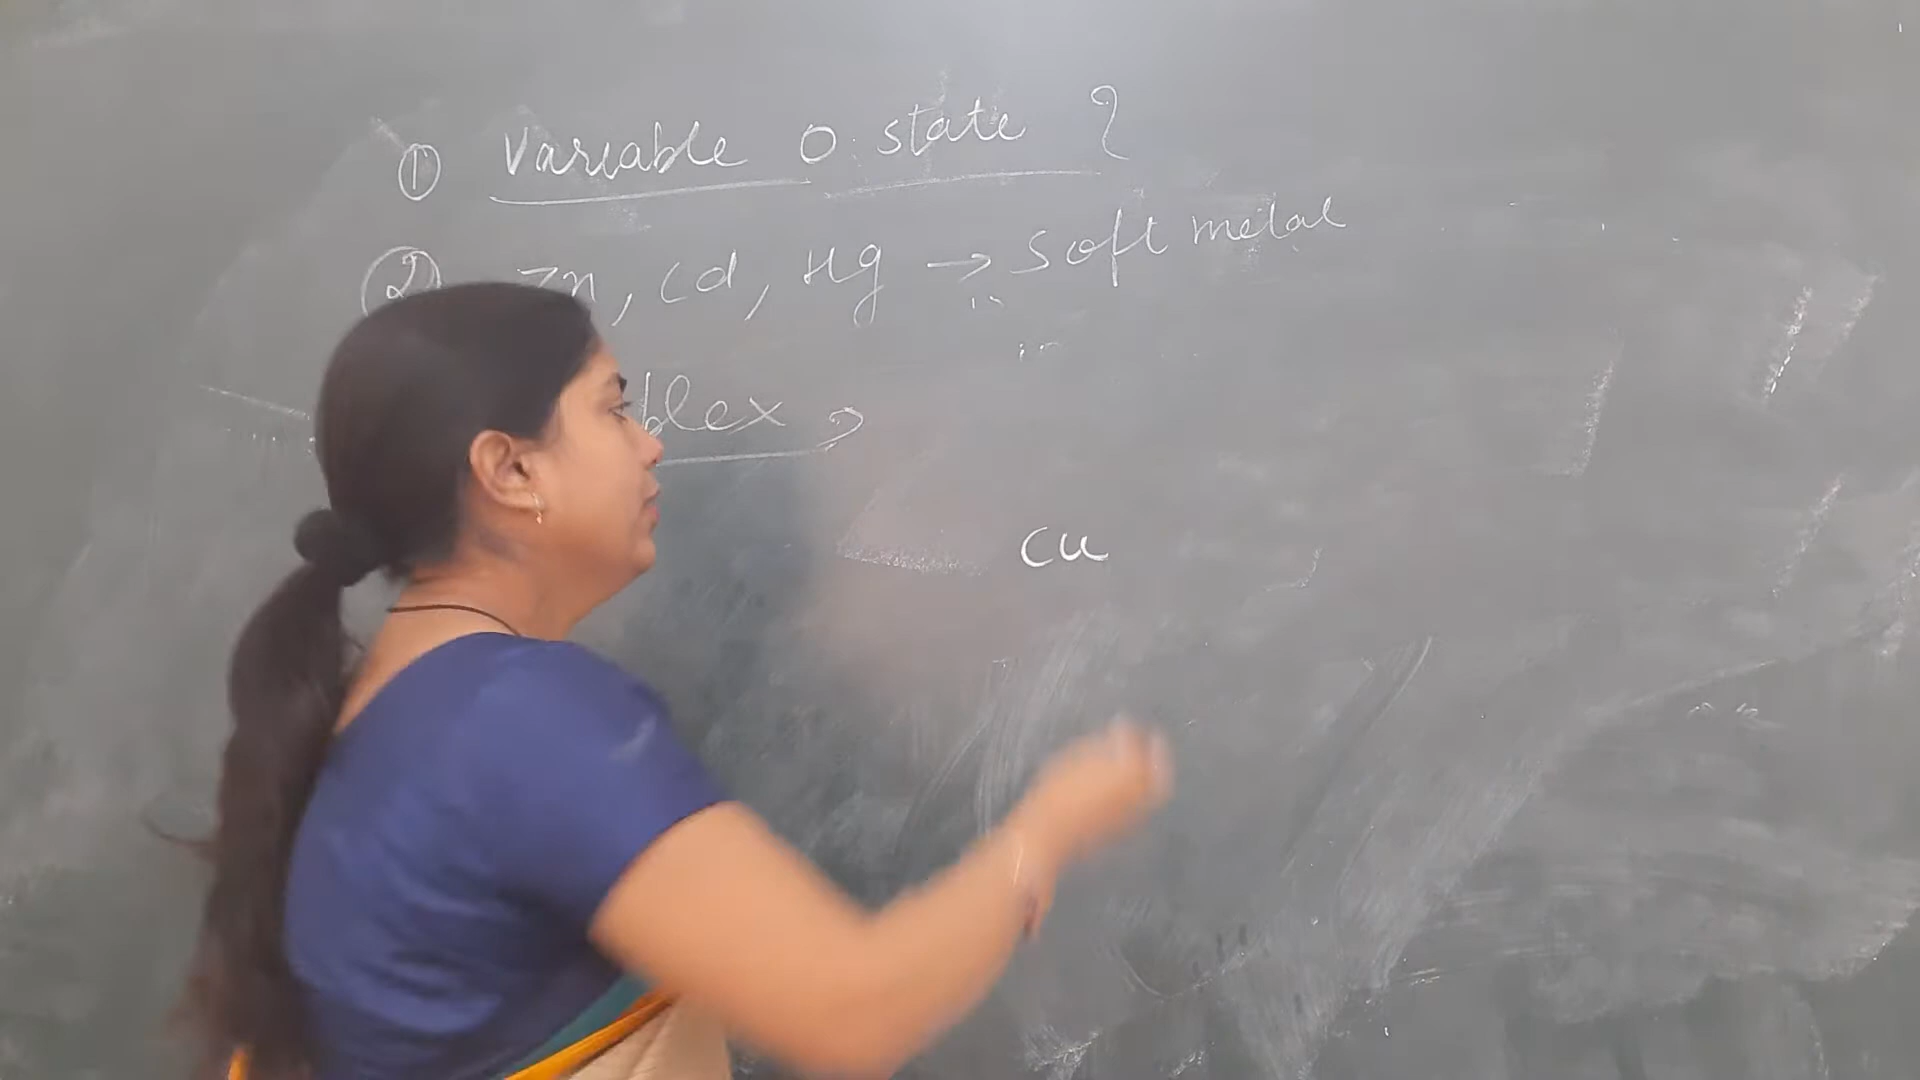 ① Variable O. state ?
② Zn, Cd, Hg → Soft metal
plex ?
Cu